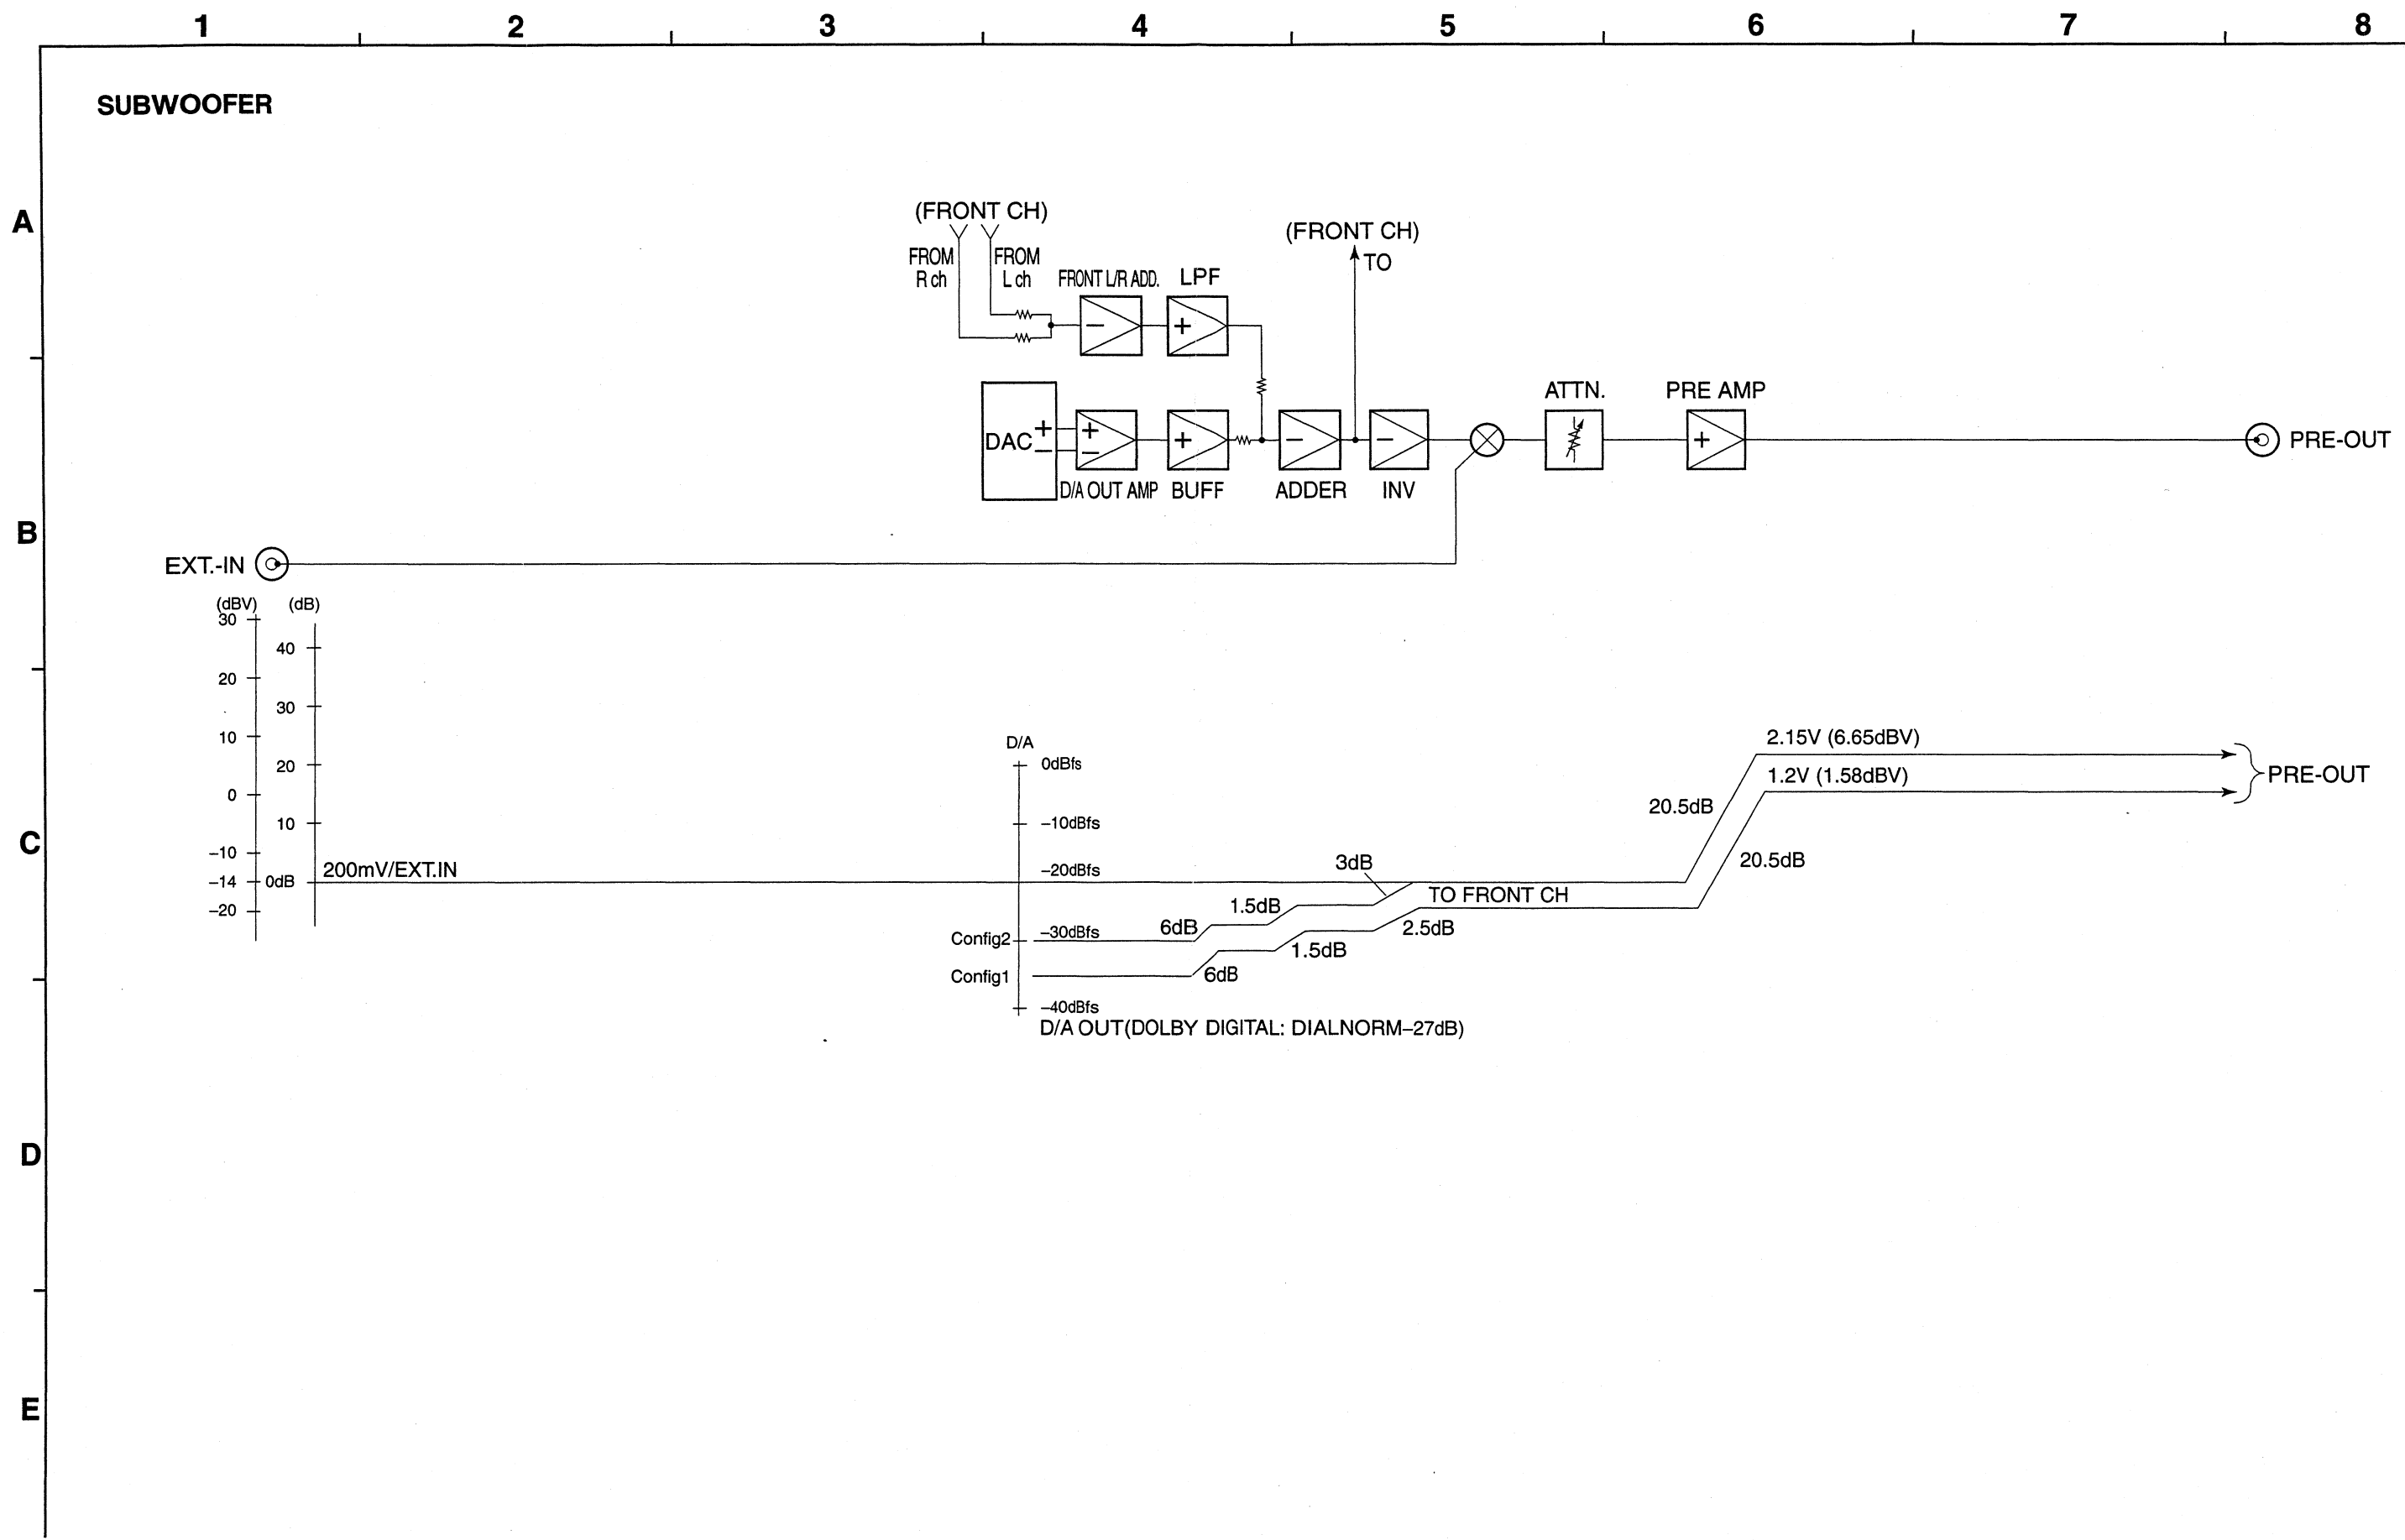 1 2 3 4 5 6 7 8
SUBWOOFER
A
(FRONT CH)
(FRONT CH)
FROM R ch
FROM L ch
FRONT L/R ADD.
LPF
TO
−
+
ATTN.
PRE AMP
DAC
+
−
+
−
+
−
−
+
PRE-OUT
D/A OUT AMP
BUFF
ADDER
INV
B
EXT.-IN
(dBV)
(dB)
30
20
10
0
−10
−14
−20
40
30
20
10
0dB
200mV/EXT.IN
C
D/A
0dBfs
−10dBfs
−20dBfs
−30dBfs
−40dBfs
Config2
Config1
6dB
1.5dB
3dB
TO FRONT CH
6dB
1.5dB
2.5dB
20.5dB
20.5dB
2.15V (6.65dBV)
1.2V (1.58dBV)
PRE-OUT
D/A OUT(DOLBY DIGITAL: DIALNORM−27dB)
D
E